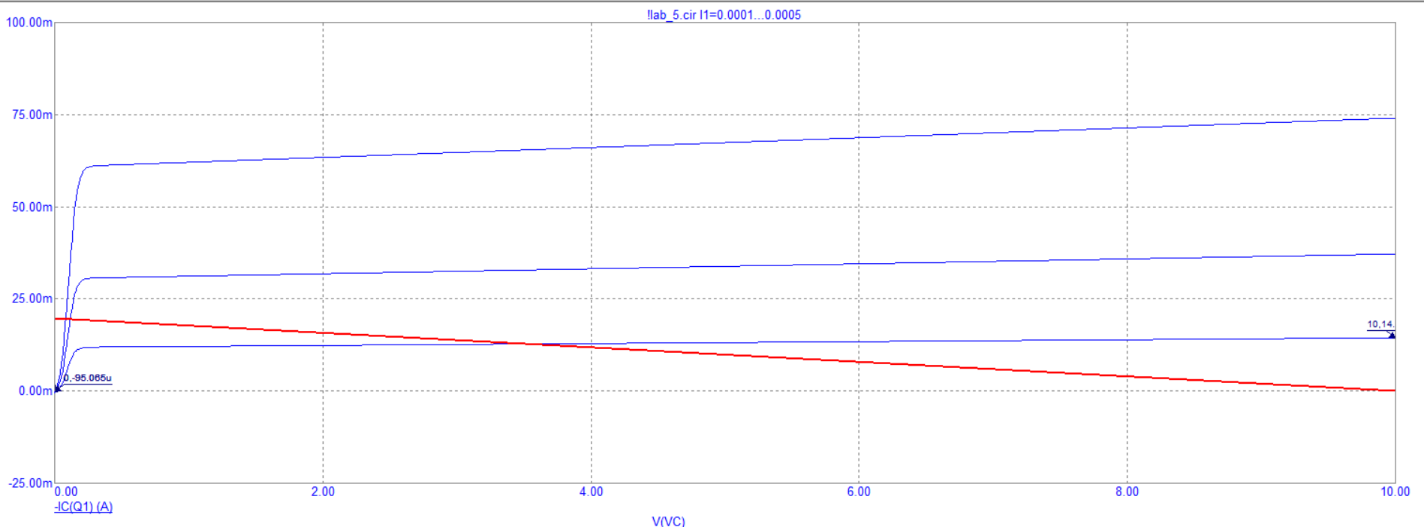 !lab_5.cir I1=0.0001...0.0005
100.00m
75.00m
50.00m
25.00m
10,14.
0,-95.065u
0.00m
-25.00m
0.00 2.00 4.00 6.00 8.00 10.00
-IC(Q1) (A)
V(VC)